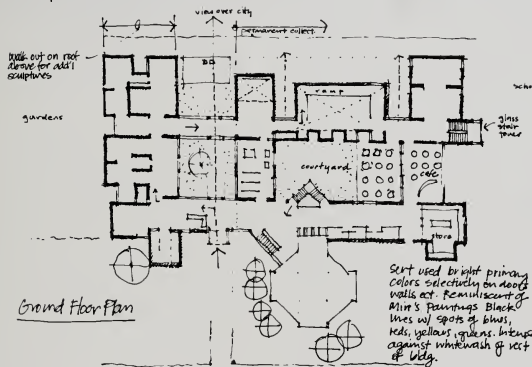 view over city
permanent collect.
walk out on roof
above for add'l
sculptures
ramp
scho
gardens
glass
stair
tower
courtyard
cafe
store
Ground Floor Plan
Sert used bright primary
colors selectively on doors
walls ect. Reminiscent of
Miro's Paintings Black
lines w/ spots of blues,
reds, yellows, greens. Intense
against whitewash of rest
of bldg.